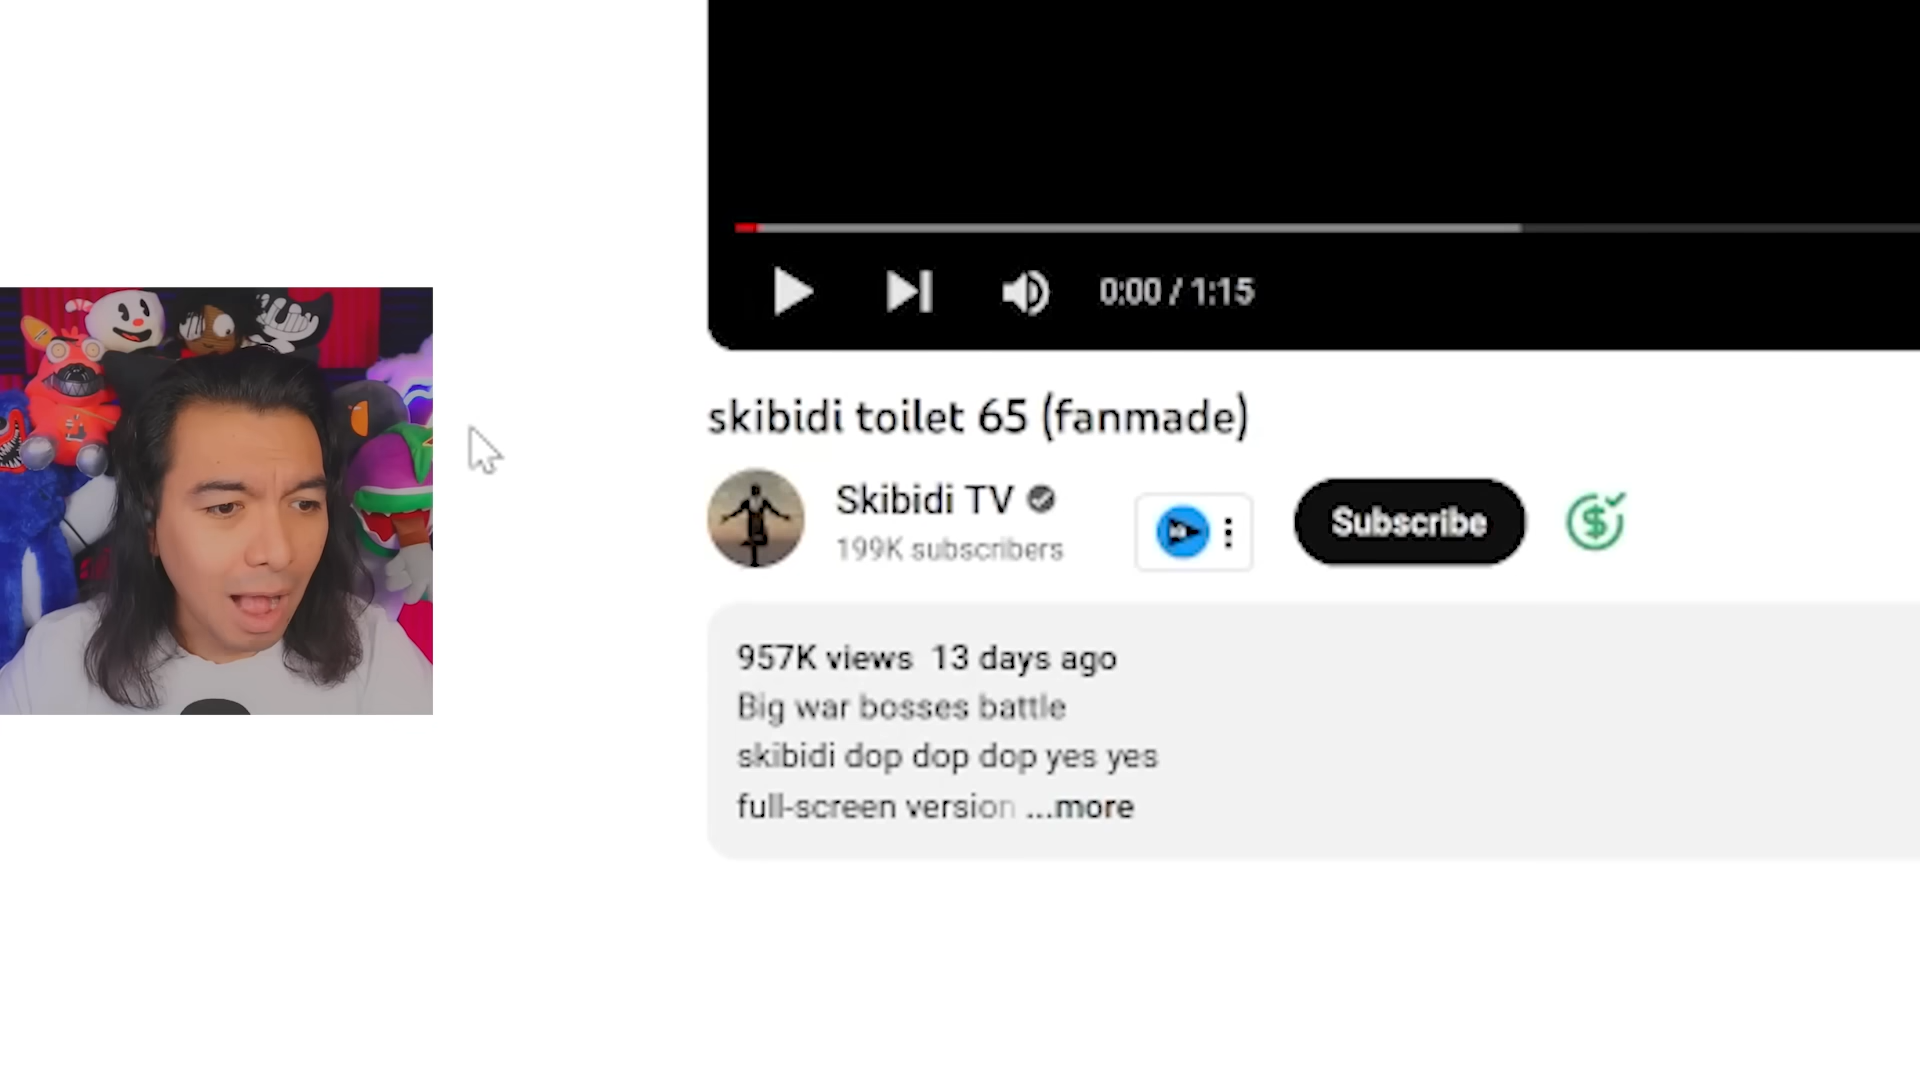 0:00 / 1:15
skibidi toilet 65 (fanmade)
Skibidi TV
199K subscribers
Subscribe
957K views 13 days ago
Big war bosses battle
skibidi dop dop dop yes yes
full-screen version ...more